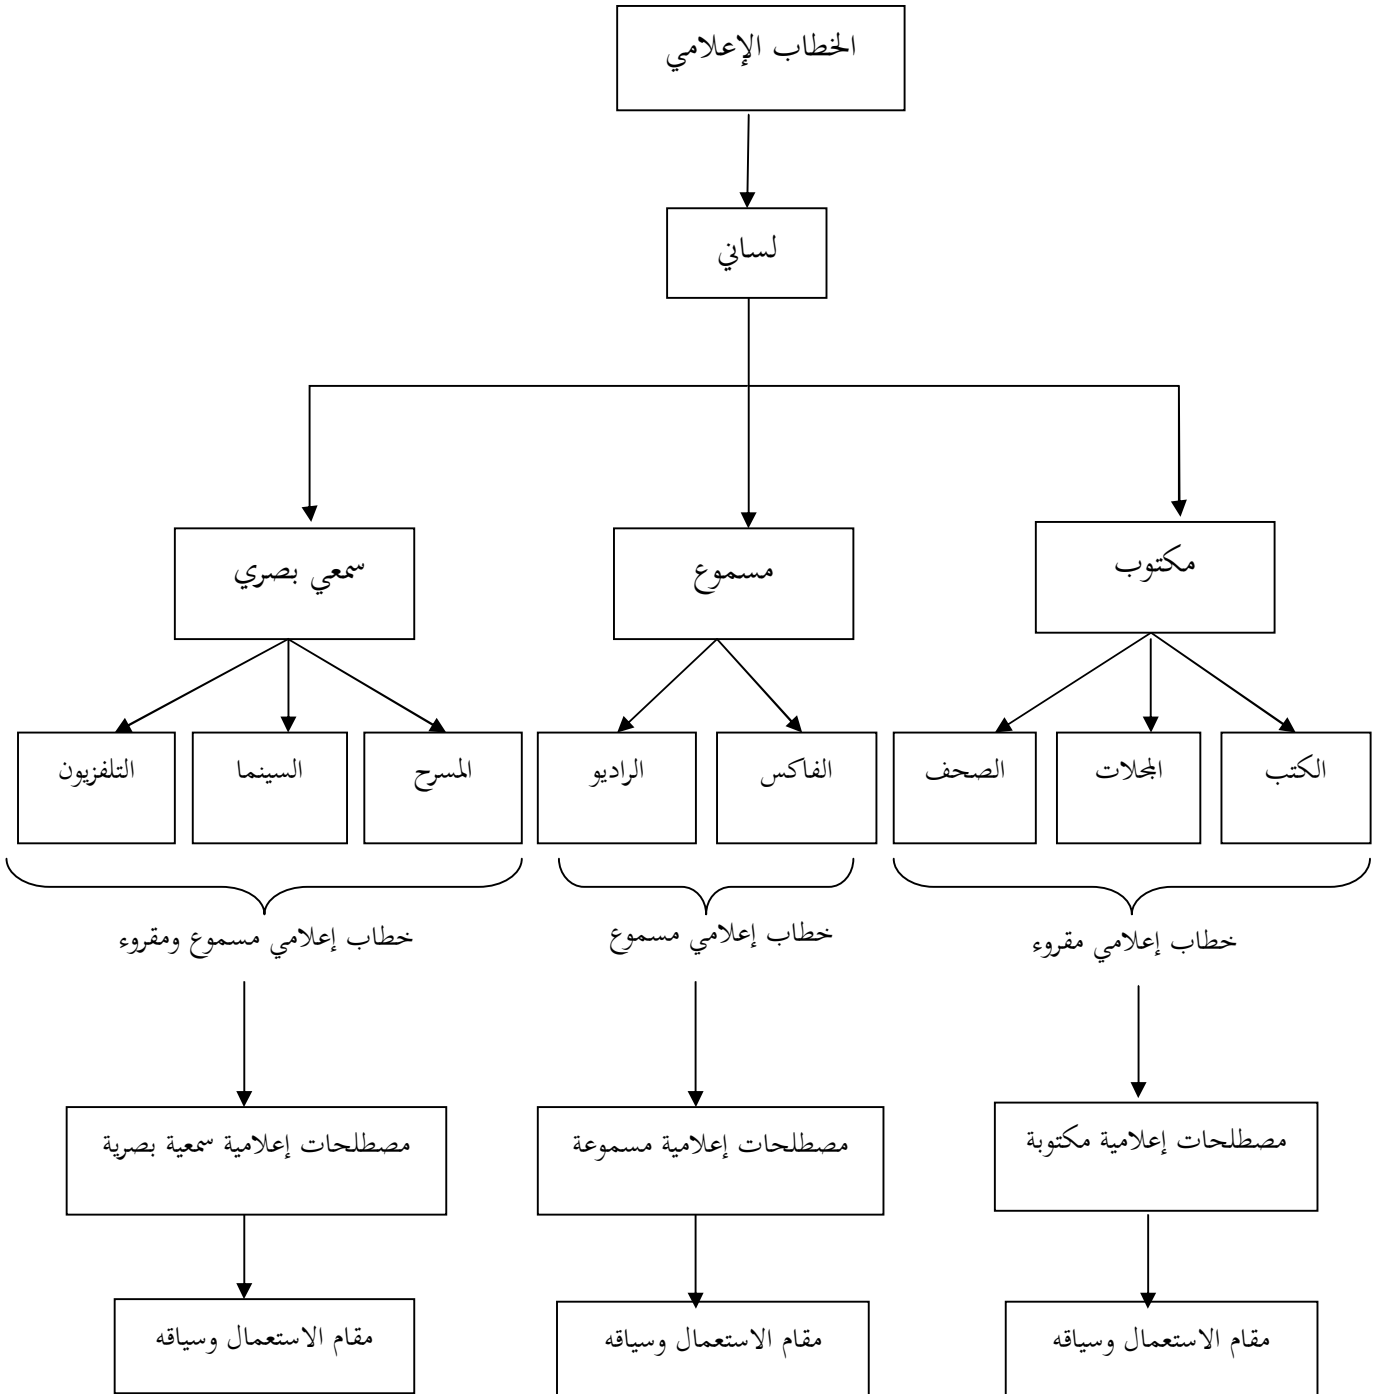 الخطاب الإعلامي
لساني
مكتوب
مسموع
سمعي بصري
الكتب
المجلات
الصحف
الفاكس
الراديو
المسرح
السينما
التلفزيون
خطاب إعلامي مقروء
خطاب إعلامي مسموع
خطاب إعلامي مسموع ومقروء
مصطلحات إعلامية مكتوبة
مصطلحات إعلامية مسموعة
مصطلحات إعلامية سمعية بصرية
مقام الاستعمال وسياقه
مقام الاستعمال وسياقه
مقام الاستعمال وسياقه